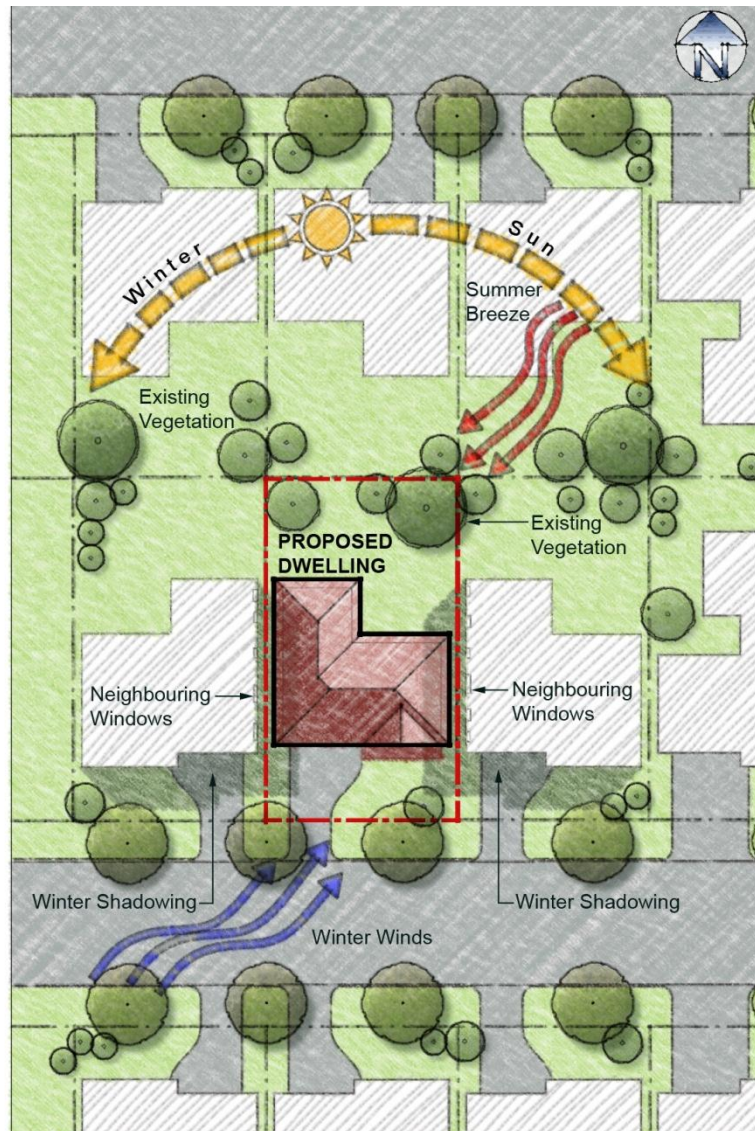 N
Winter
Sun
Summer
Breeze
Existing
Vegetation
Existing
Vegetation
PROPOSED
DWELLING
Neighbouring
Windows
Neighbouring
Windows
Winter Shadowing
Winter Shadowing
Winter Winds